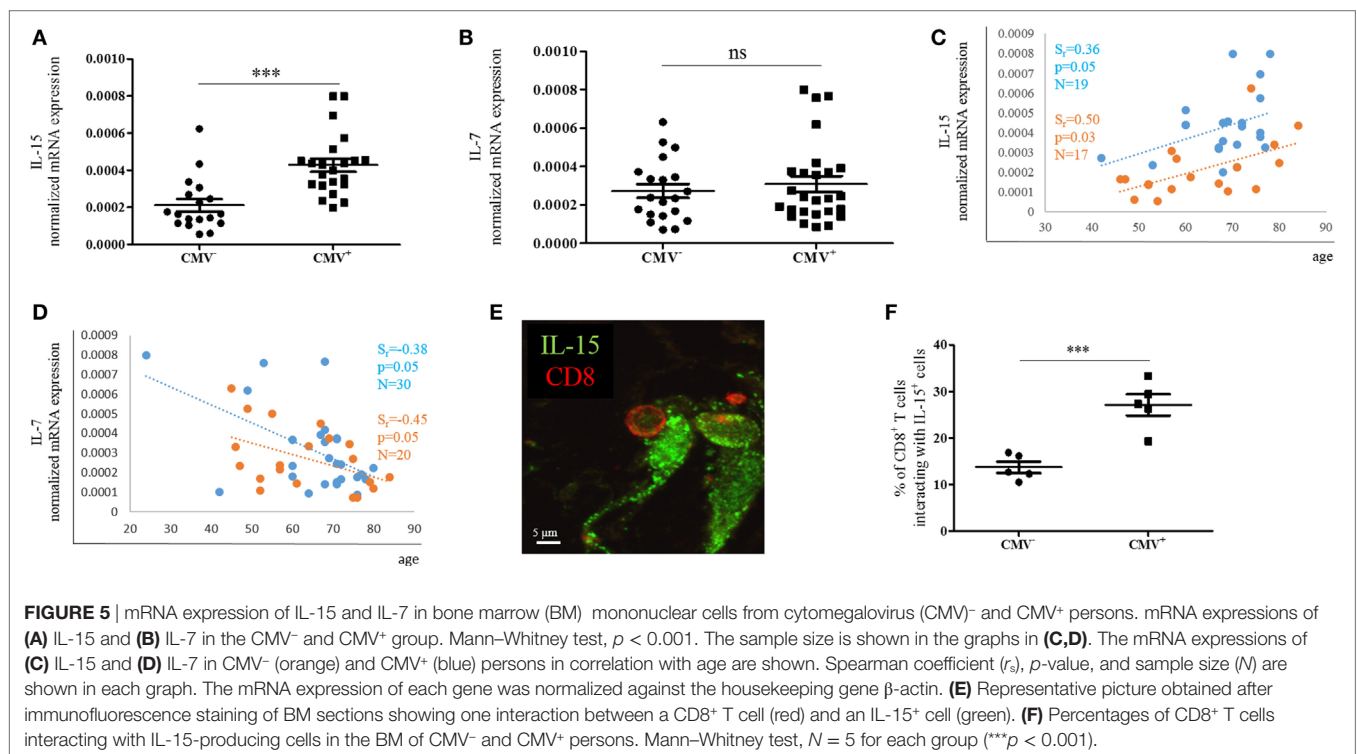 A
IL-15
normalized mRNA expression
0.0010
0.0008
0.0006
0.0004
0.0002
0.0000
***
CMV-
CMV+
B
IL-7
normalized mRNA expression
0.0010
0.0008
0.0006
0.0004
0.0002
0.0000
ns
CMV-
CMV+
C
IL-15
normalized mRNA expression
0.0009
0.0008
0.0007
0.0006
0.0005
0.0004
0.0003
0.0002
0.0001
0
Sr=0.36
p=0.05
N=19
Sr=0.50
p=0.03
N=17
30 40 50 60 70 80 90
age
D
IL-7
normalized mRNA expression
0.0009
0.0008
0.0007
0.0006
0.0005
0.0004
0.0003
0.0002
0.0001
0
Sr=-0.38
p=0.05
N=30
Sr=-0.45
p=0.05
N=20
20 30 40 50 60 70 80 90
age
E
IL-15
CD8
5 µm
F
% of CD8+ T cells
interacting with IL-15+ cells
40
30
20
10
0
***
CMV-
CMV+
FIGURE 5 | mRNA expression of IL-15 and IL-7 in bone marrow (BM) mononuclear cells from cytomegalovirus (CMV)− and CMV+ persons. mRNA expressions of
(A) IL-15 and (B) IL-7 in the CMV− and CMV+ group. Mann–Whitney test, p < 0.001. The sample size is shown in the graphs in (C,D). The mRNA expressions of
(C) IL-15 and (D) IL-7 in CMV− (orange) and CMV+ (blue) persons in correlation with age are shown. Spearman coefficient (rs), p-value, and sample size (N) are
shown in each graph. The mRNA expression of each gene was normalized against the housekeeping gene β-actin. (E) Representative picture obtained after
immunofluorescence staining of BM sections showing one interaction between a CD8+ T cell (red) and an IL-15+ cell (green). (F) Percentages of CD8+ T cells
interacting with IL-15-producing cells in the BM of CMV− and CMV+ persons. Mann–Whitney test, N = 5 for each group (***p < 0.001).